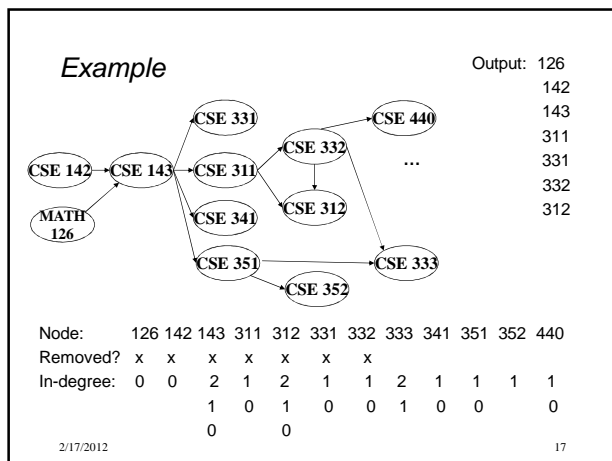 Example
Output: 126
142
143
311
331
332
312
CSE 331
CSE 440
CSE 332
...
CSE 142
CSE 143
CSE 311
CSE 312
MATH
126
CSE 341
CSE 351
CSE 333
CSE 352
Node: 126 142 143 311 312 331 332 333 341 351 352 440
Removed? x x x x x x x
In-degree: 0 0 2 1 2 1 1 2 1 1 1 1
1 0 1 0 0 1 0 0 0
0 0
2/17/2012
17